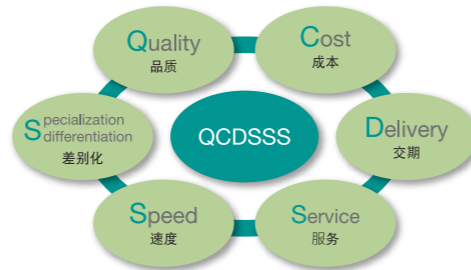 Quality
品质
Cost
成本
Specialization
differentiation
差别化
QCDSSS
Delivery
交期
Speed
速度
Service
服务